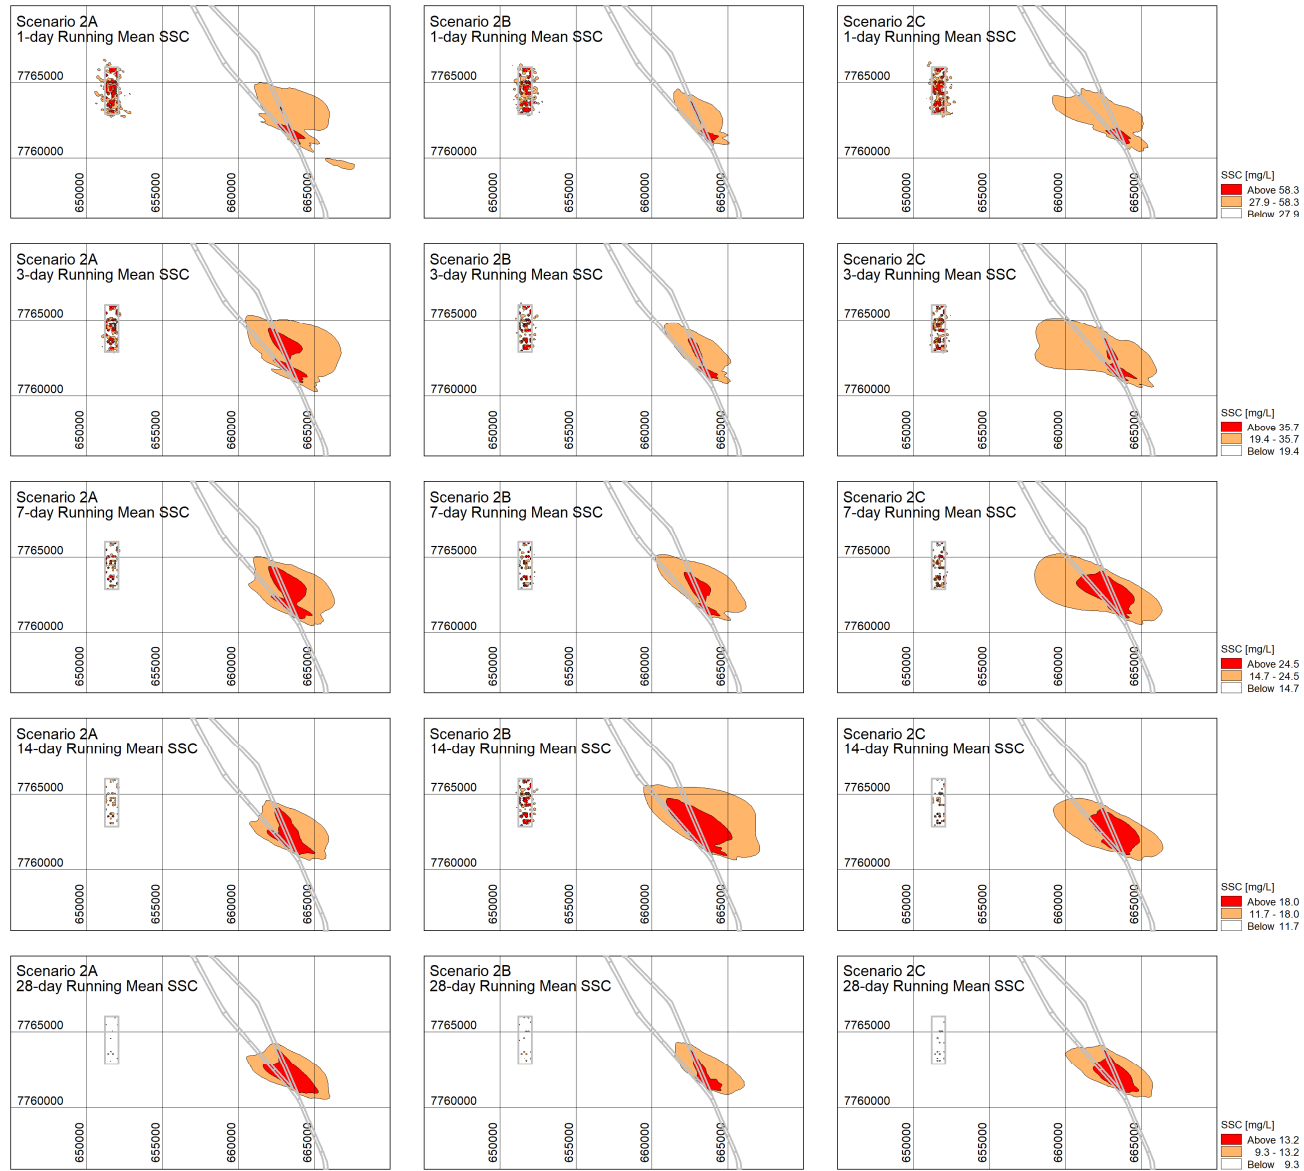 Scenario 2A
1-day Running Mean SSC
7765000
7760000
650000
655000
660000
665000
Scenario 2B
1-day Running Mean SSC
7765000
7760000
650000
655000
660000
665000
Scenario 2C
1-day Running Mean SSC
7765000
7760000
650000
655000
660000
665000
SSC [mg/L]
Above 58.3
27.9 - 58.3
Below 27.9
Scenario 2A
3-day Running Mean SSC
7765000
7760000
650000
655000
660000
665000
Scenario 2B
3-day Running Mean SSC
7765000
7760000
650000
655000
660000
665000
Scenario 2C
3-day Running Mean SSC
7765000
7760000
650000
655000
660000
665000
SSC [mg/L]
Above 35.7
19.4 - 35.7
Below 19.4
Scenario 2A
7-day Running Mean SSC
7765000
7760000
650000
655000
660000
665000
Scenario 2B
7-day Running Mean SSC
7765000
7760000
650000
655000
660000
665000
Scenario 2C
7-day Running Mean SSC
7765000
7760000
650000
655000
660000
665000
SSC [mg/L]
Above 24.5
14.7 - 24.5
Below 14.7
Scenario 2A
14-day Running Mean SSC
7765000
7760000
650000
655000
660000
665000
Scenario 2B
14-day Running Mean SSC
7765000
7760000
650000
655000
660000
665000
Scenario 2C
14-day Running Mean SSC
7765000
7760000
650000
655000
660000
665000
SSC [mg/L]
Above 18.0
11.7 - 18.0
Below 11.7
Scenario 2A
28-day Running Mean SSC
7765000
7760000
650000
655000
660000
665000
Scenario 2B
28-day Running Mean SSC
7765000
7760000
650000
655000
660000
665000
Scenario 2C
28-day Running Mean SSC
7765000
7760000
650000
655000
660000
665000
SSC [mg/L]
Above 13.2
9.3 - 13.2
Below 9.3